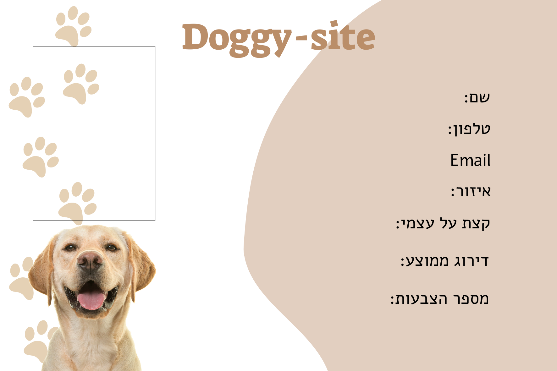 Doggy-site
שם:
טלפון:
Email
איזור:
קצת על עצמי:
דירוג ממוצע:
מספר הצבעות: